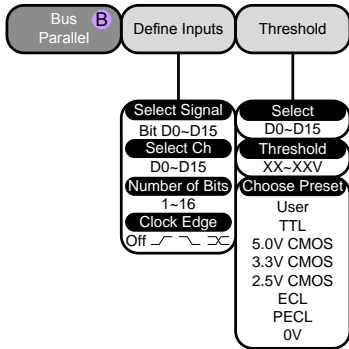 Bus B
Parallel
Define Inputs
Threshold
Select Signal
Bit D0~D15
Select Ch
D0~D15
Number of Bits
1~16
Clock Edge
Off
Select
D0~D15
Threshold
XX~XXV
Choose Preset
User
TTL
5.0V CMOS
3.3V CMOS
2.5V CMOS
ECL
PECL
0V